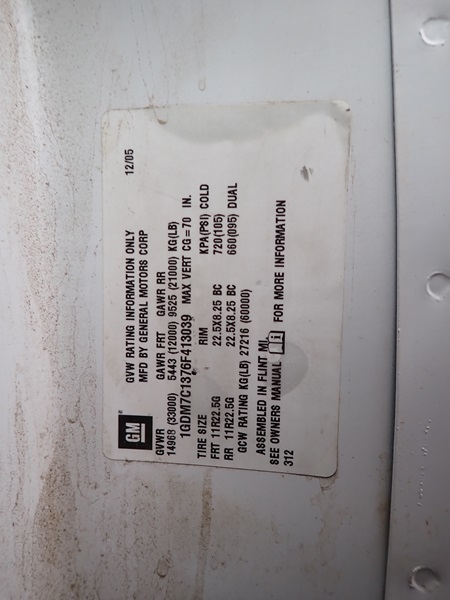 GM
GVW RATING INFORMATION ONLY
MFD BY GENERAL MOTORS CORP 12/05
GVWR GAWR FRT GAWR RR
14968 (33000) 5443 (12000) 9525 (21000) KG(LB)
1GDM7C1376F413039 MAX VERT CG=70 IN.
TIRE SIZE RIM KPA(PSI) COLD
FRT 11R22.5G 22.5X8.25 BC 720(105)
RR 11R22.5G 22.5X8.25 BC 660(095) DUAL
GCW RATING KG(LB) 27216 (60000)
ASSEMBLED IN FLINT MI.
SEE OWNERS MANUAL i FOR MORE INFORMATION
312